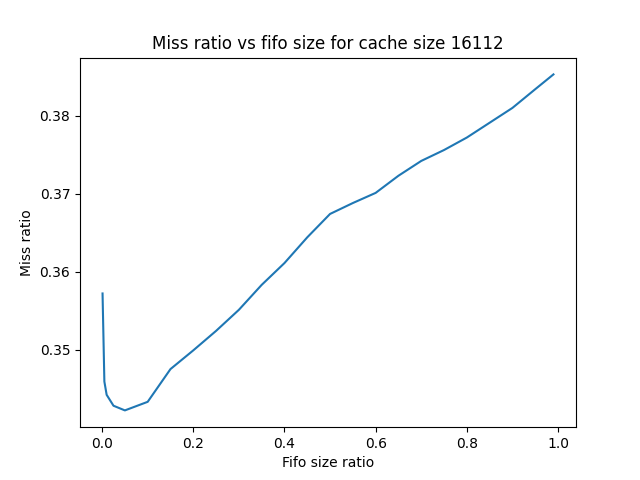 Miss ratio vs fifo size for cache size 16112
0.38
0.37
0.36
0.35
Miss ratio
0.0 0.2 0.4 0.6 0.8 1.0
Fifo size ratio